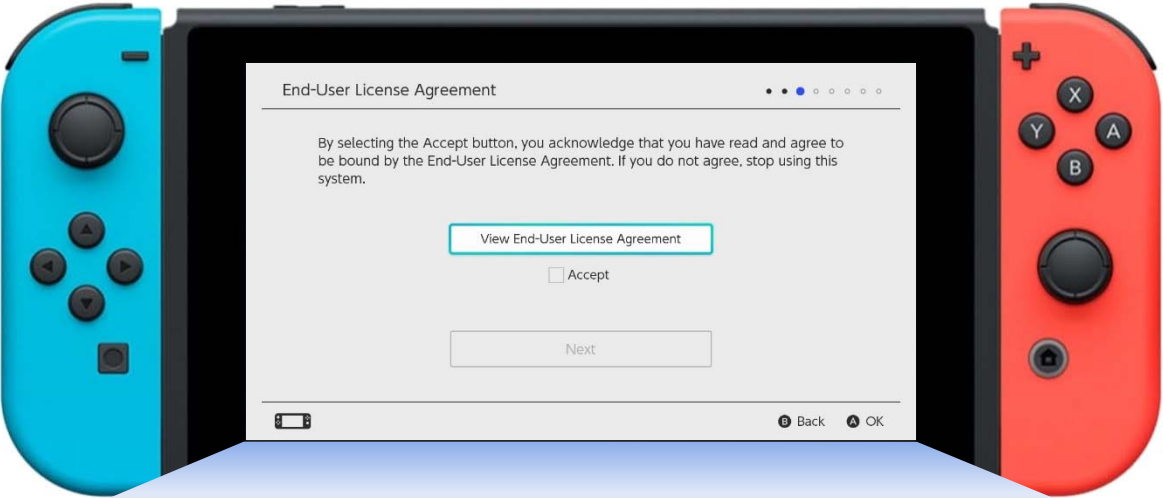 End-User License Agreement
X
Y
A
B
By selecting the Accept button, you acknowledge that you have read and agree to
be bound by the End-User License Agreement. If you do not agree, stop using this
system.
View End-User License Agreement
Accept
Next
B Back A OK